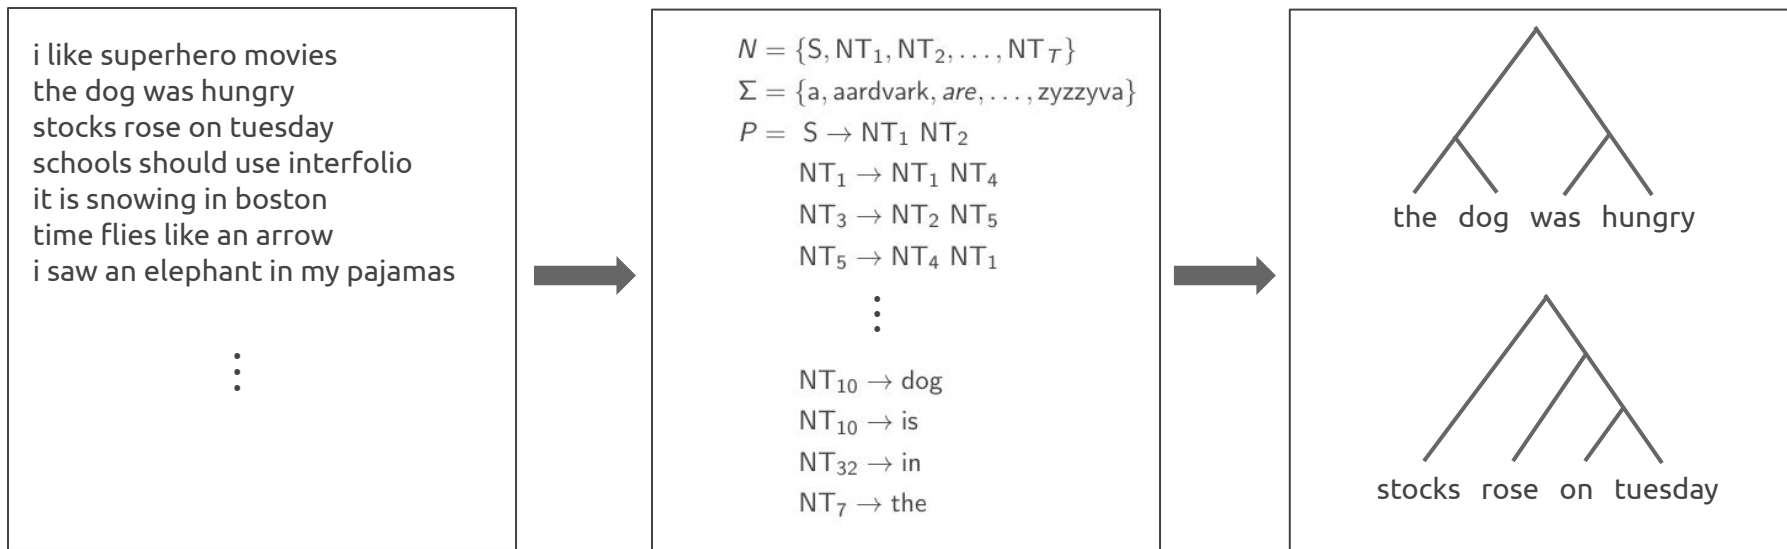 i like superhero movies
the dog was hungry
stocks rose on tuesday
schools should use interfolio
it is snowing in boston
time flies like an arrow
i saw an elephant in my pajamas
⋮
N = {S, NT₁, NT₂, . . . , NT_T}
Σ = {a, aardvark, are, . . . , zyzzyva}
P = S → NT₁ NT₂
NT₁ → NT₁ NT₄
NT₃ → NT₂ NT₅
NT₅ → NT₄ NT₁
⋮
NT₁₀ → dog
NT₁₀ → is
NT₃₂ → in
NT₇ → the
the dog was hungry
stocks rose on tuesday